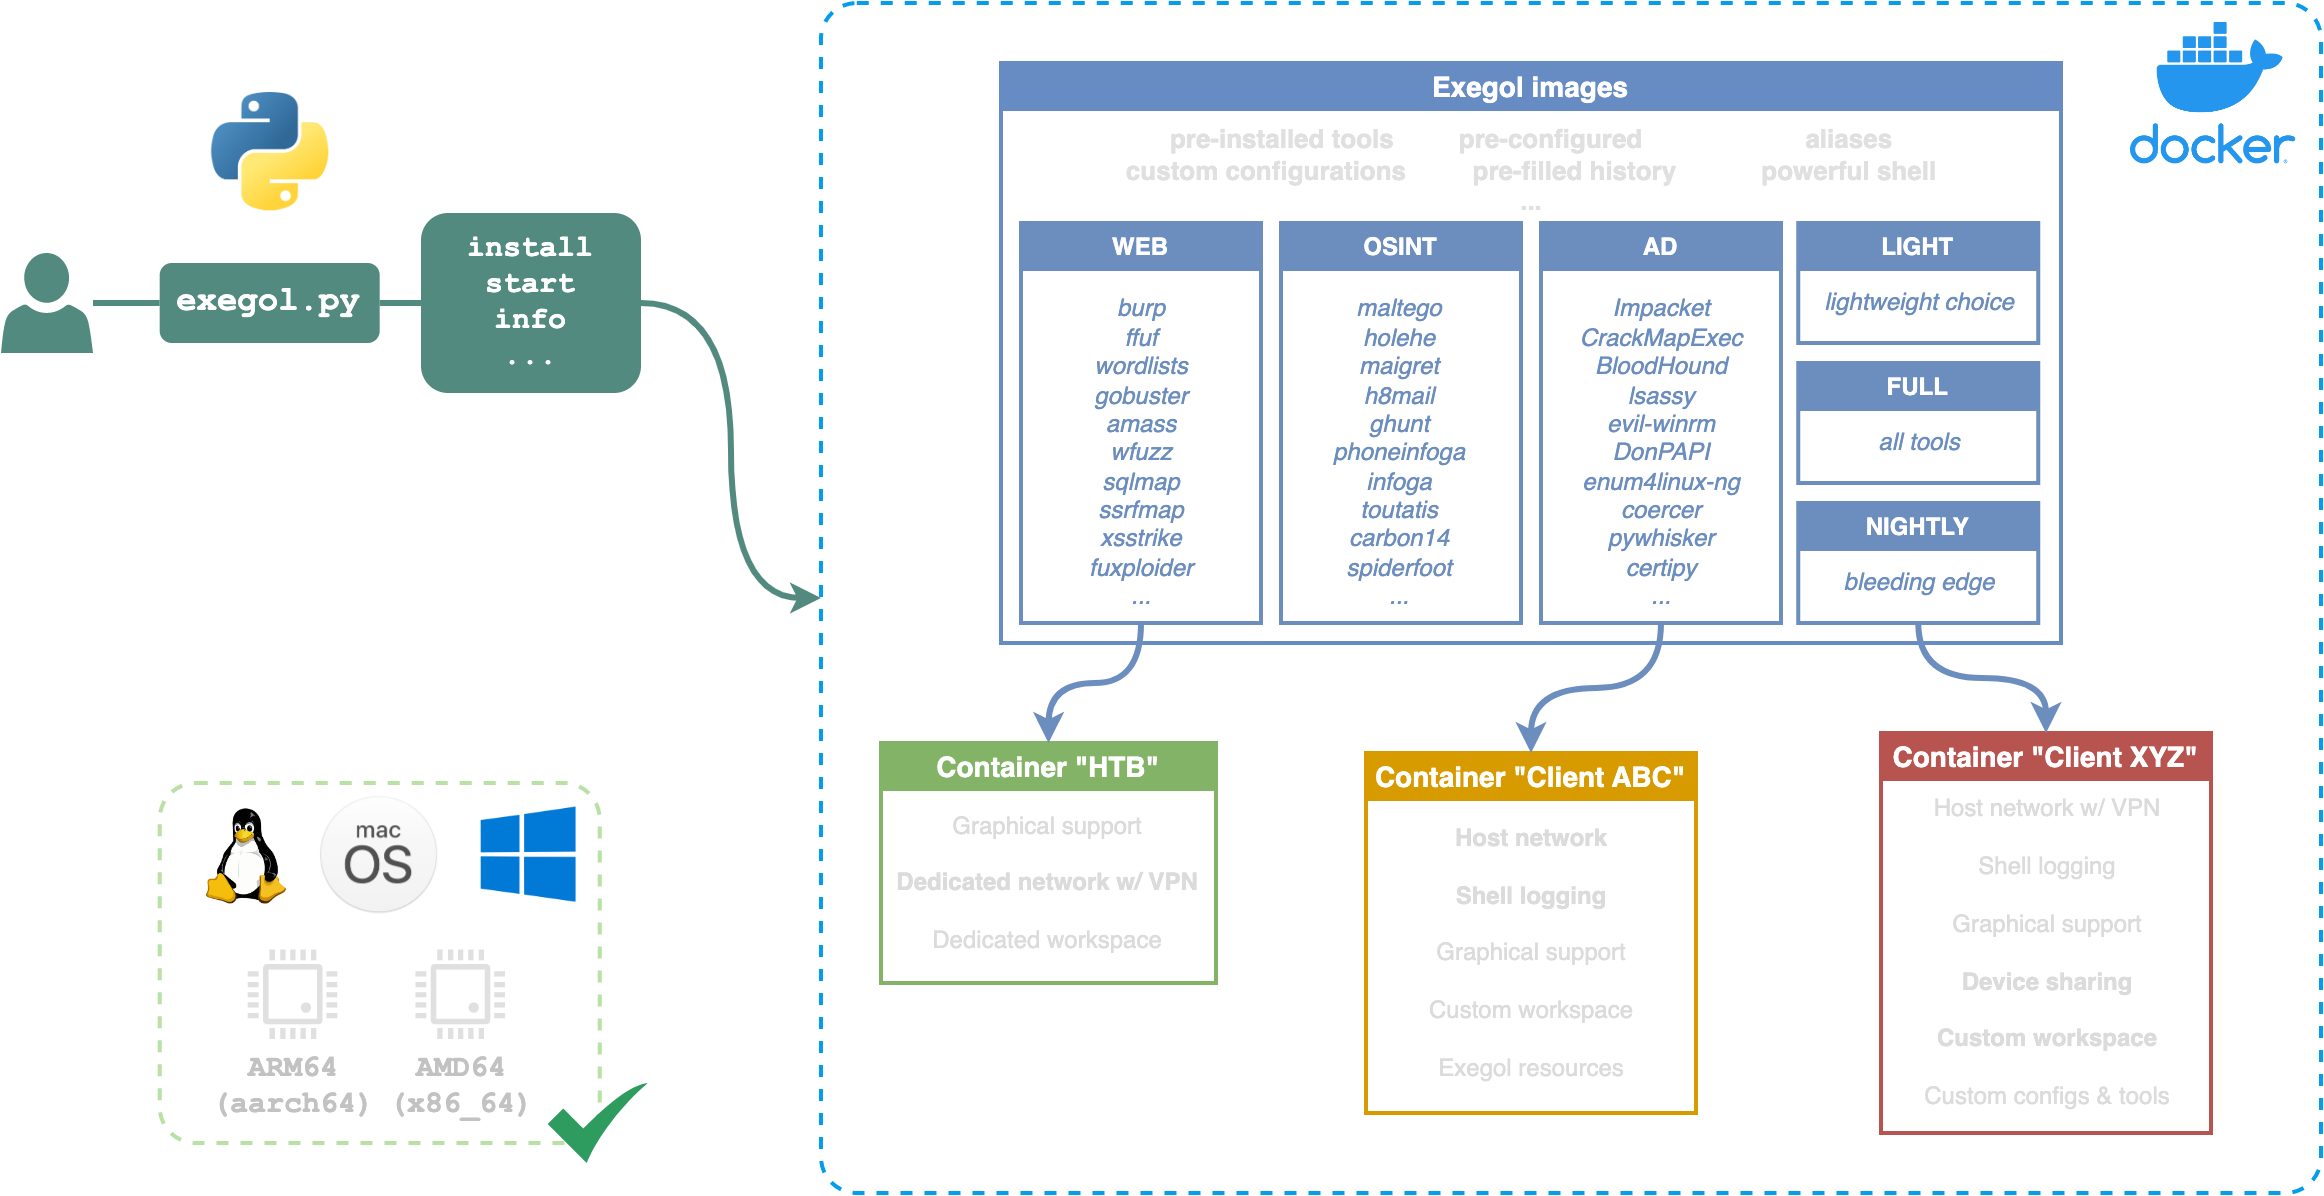 exegol.py
install
start
info
...
mac
OS
ARM64
(aarch64)
AMD64
(x86_64)
docker
Exegol images
pre-installed tools
custom configurations
pre-configured
pre-filled history
aliases
powerful shell
...
WEB
burp
ffuf
wordlists
gobuster
amass
wfuzz
sqlmap
ssrfmap
xsstrike
fuxploider
...
OSINT
maltego
holehe
maigret
h8mail
ghunt
phoneinfoga
infoga
toutatis
carbon14
spiderfoot
...
AD
Impacket
CrackMapExec
BloodHound
lsassy
evil-winrm
DonPAPI
enum4linux-ng
coercer
pywhisker
certipy
...
LIGHT
lightweight choice
FULL
all tools
NIGHTLY
bleeding edge
Container "HTB"
Graphical support
Dedicated network w/ VPN
Dedicated workspace
Container "Client ABC"
Host network
Shell logging
Graphical support
Custom workspace
Exegol resources
Container "Client XYZ"
Host network w/ VPN
Shell logging
Graphical support
Device sharing
Custom workspace
Custom configs & tools